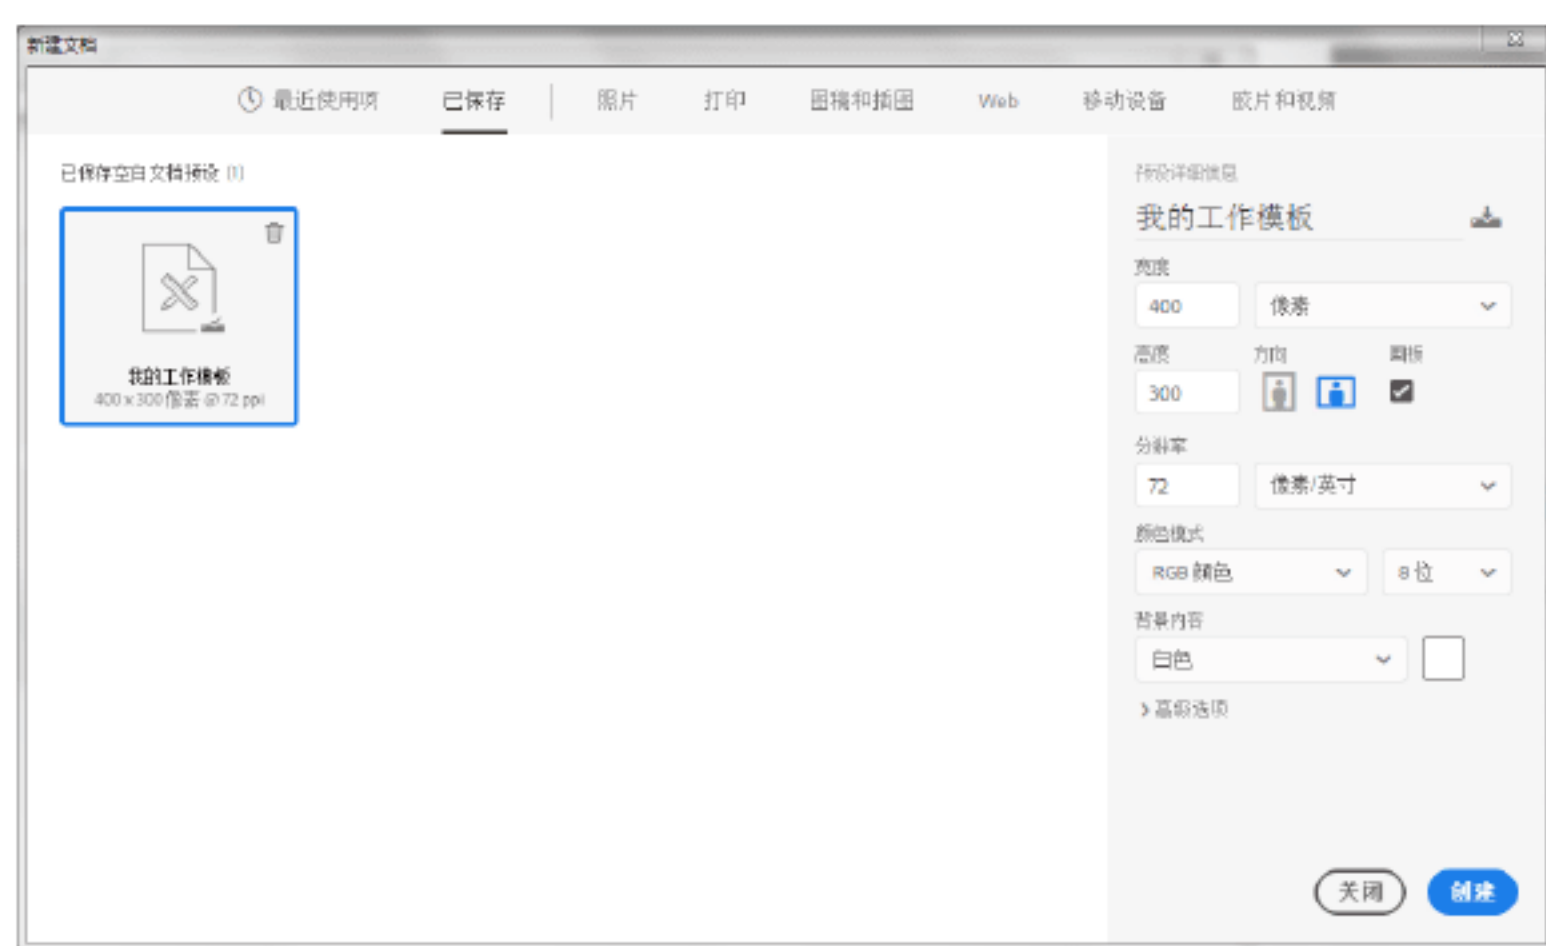 新建文档
最近使用项 已保存 照片 打印 图稿和插图 Web 移动设备 胶片和视频
已保存空白文档预设 (1)
我的工作模板
400 x 300 像素 @ 72 ppi
预设详细信息
我的工作模板
宽度
400 像素
高度 方向 画板
300
分辨率
72 像素/英寸
颜色模式
RGB 颜色 8 位
背景内容
白色
高级选项
关闭 创建